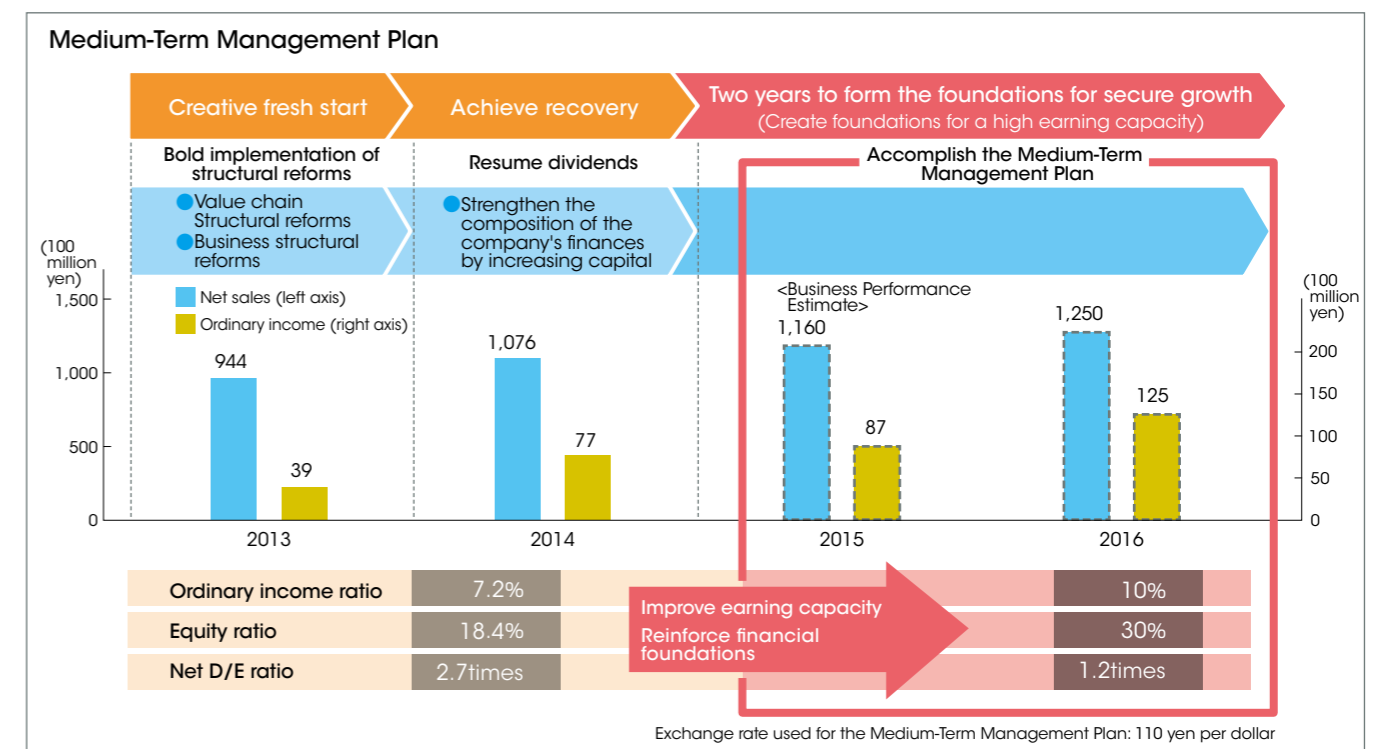 Medium-Term Management Plan
Creative fresh start
Achieve recovery
Two years to form the foundations for secure growth
(Create foundations for a high earning capacity)
Bold implementation of
structural reforms
Resume dividends
Accomplish the Medium-Term
Management Plan
Value chain
Structural reforms
Business structural
reforms
Strengthen the
composition of the
company's finances
by increasing capital
(100
million
yen)
1,500
1,000
500
0
Net sales (left axis)
Ordinary income (right axis)
<Business Performance
Estimate>
944
39
1,076
77
1,160
87
1,250
125
(100
million
yen)
200
150
100
50
0
2013
2014
2015
2016
Ordinary income ratio
7.2%
10%
Equity ratio
18.4%
30%
Net D/E ratio
2.7times
1.2times
Improve earning capacity
Reinforce financial
foundations
Exchange rate used for the Medium-Term Management Plan: 110 yen per dollar